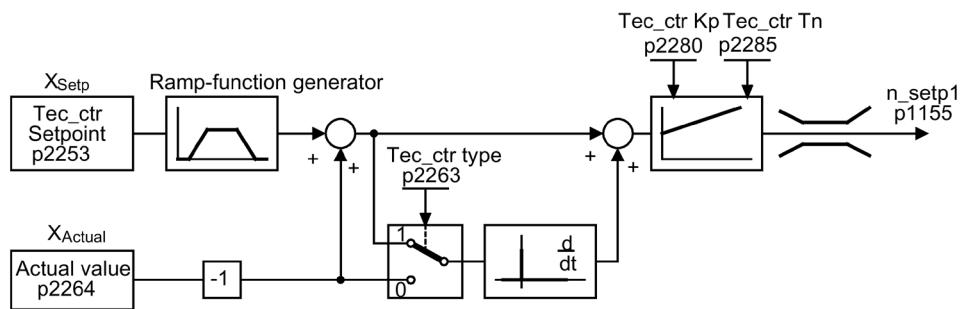 Tec_ctr Kp Tec_ctr Tn
p2280 p2285
XSetp
Ramp-function generator
n_setp1
p1155
Tec_ctr
Setpoint
p2253
+
+
+
+
Tec_ctr type
p2263
XActual
1
d
dt
Actual value
p2264
-1
0